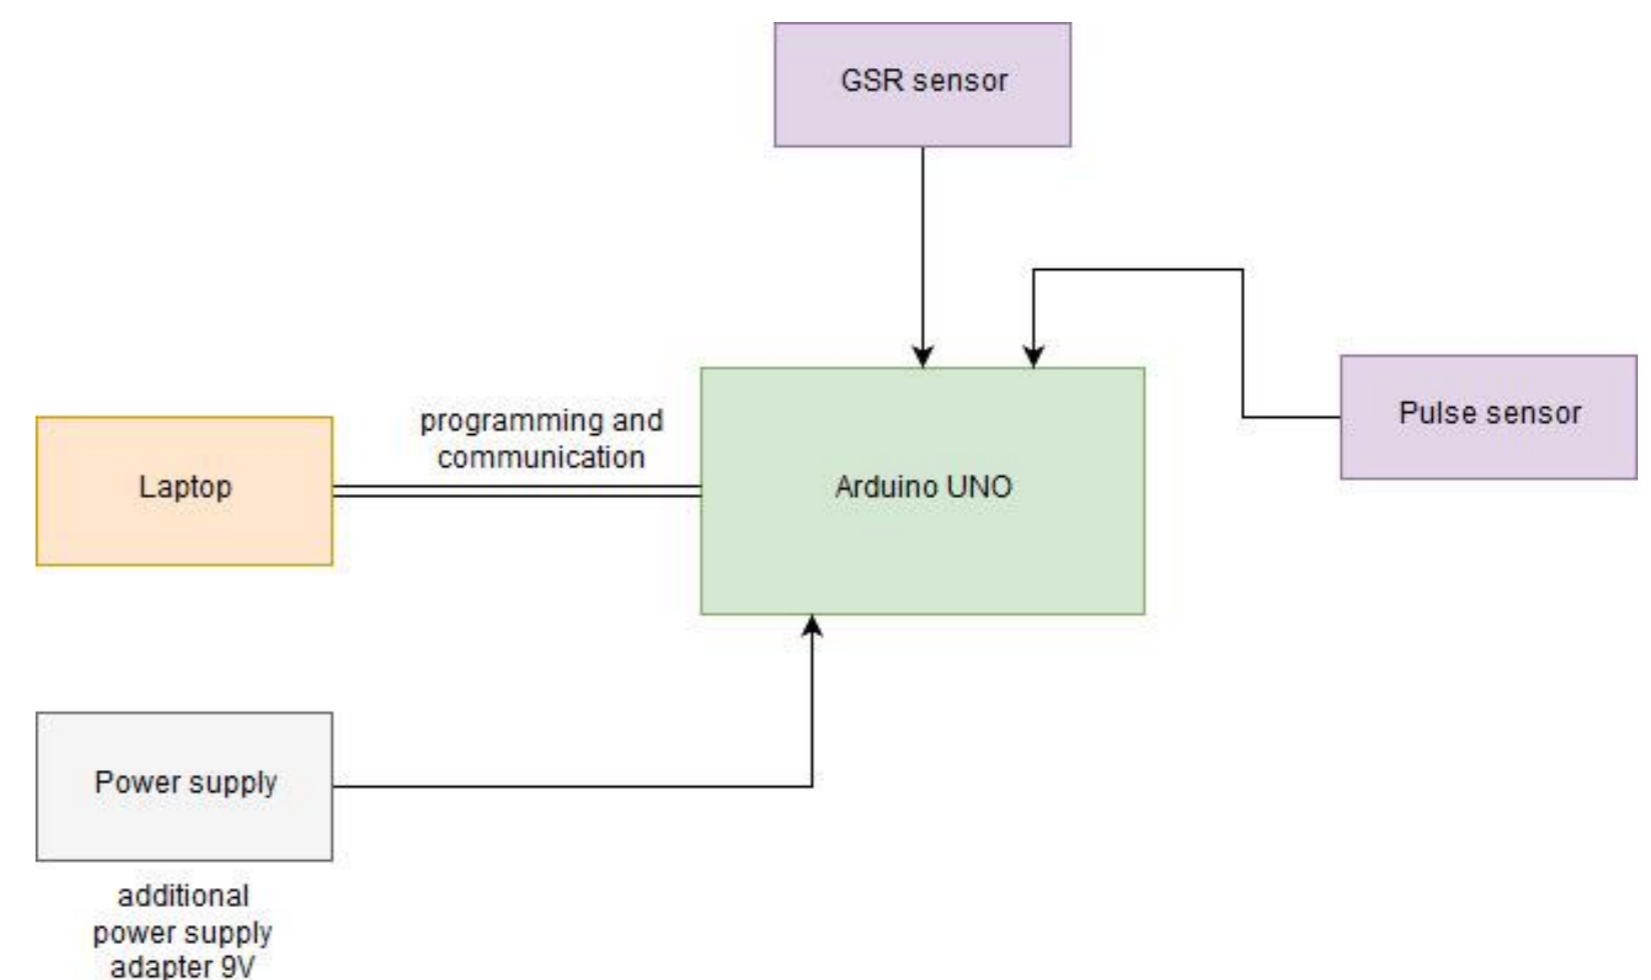 GSR sensor
Pulse sensor
programming and
communication
Laptop
Arduino UNO
Power supply
additional
power supply
adapter 9V